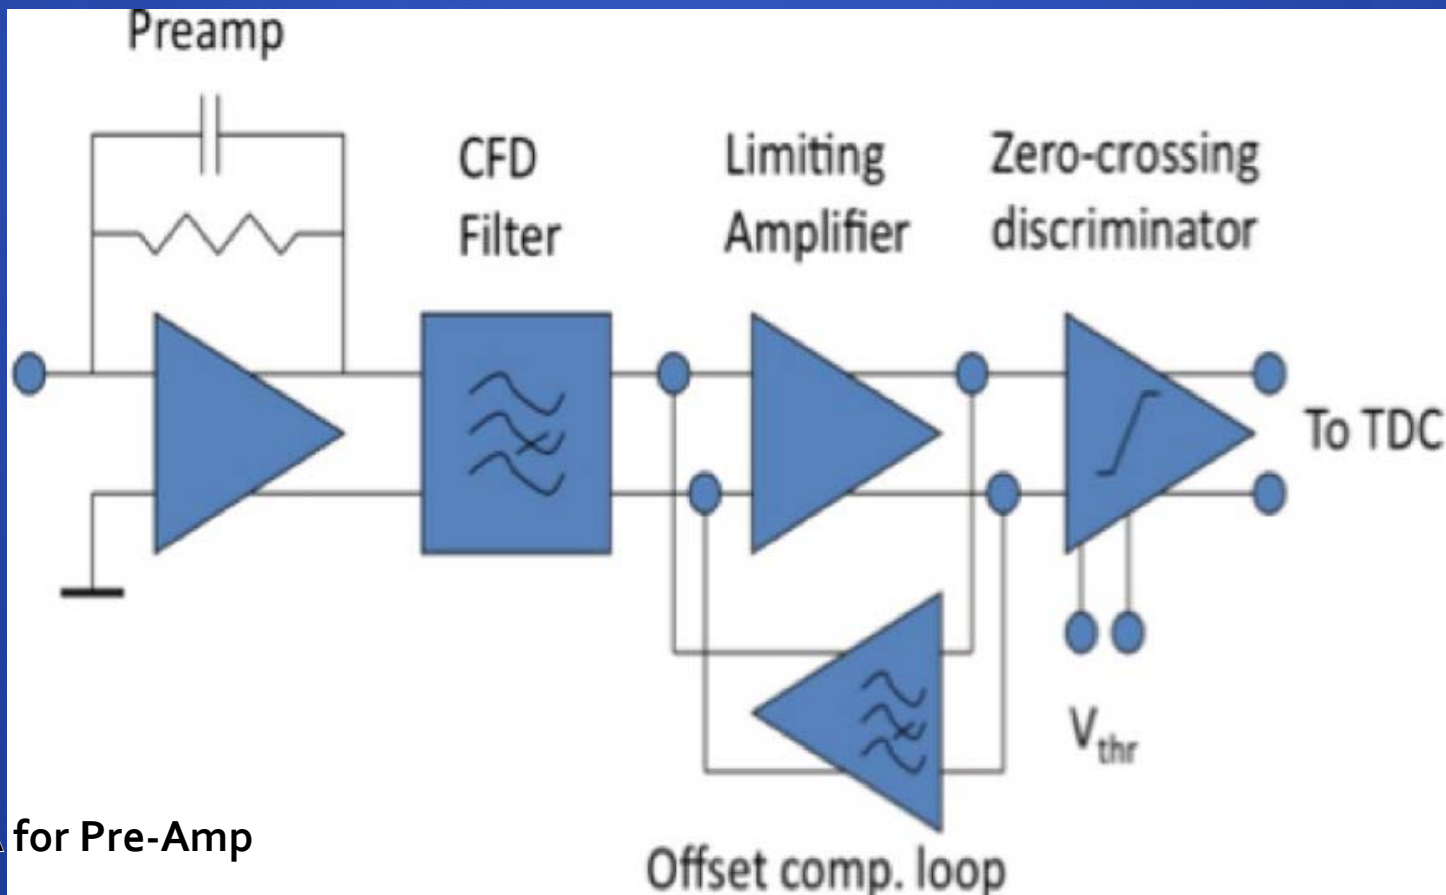 Preamp
CFD
Filter
Limiting
Amplifier
Zero-crossing
discriminator
To TDC
Vthr
for Pre-Amp
Offset comp. loop